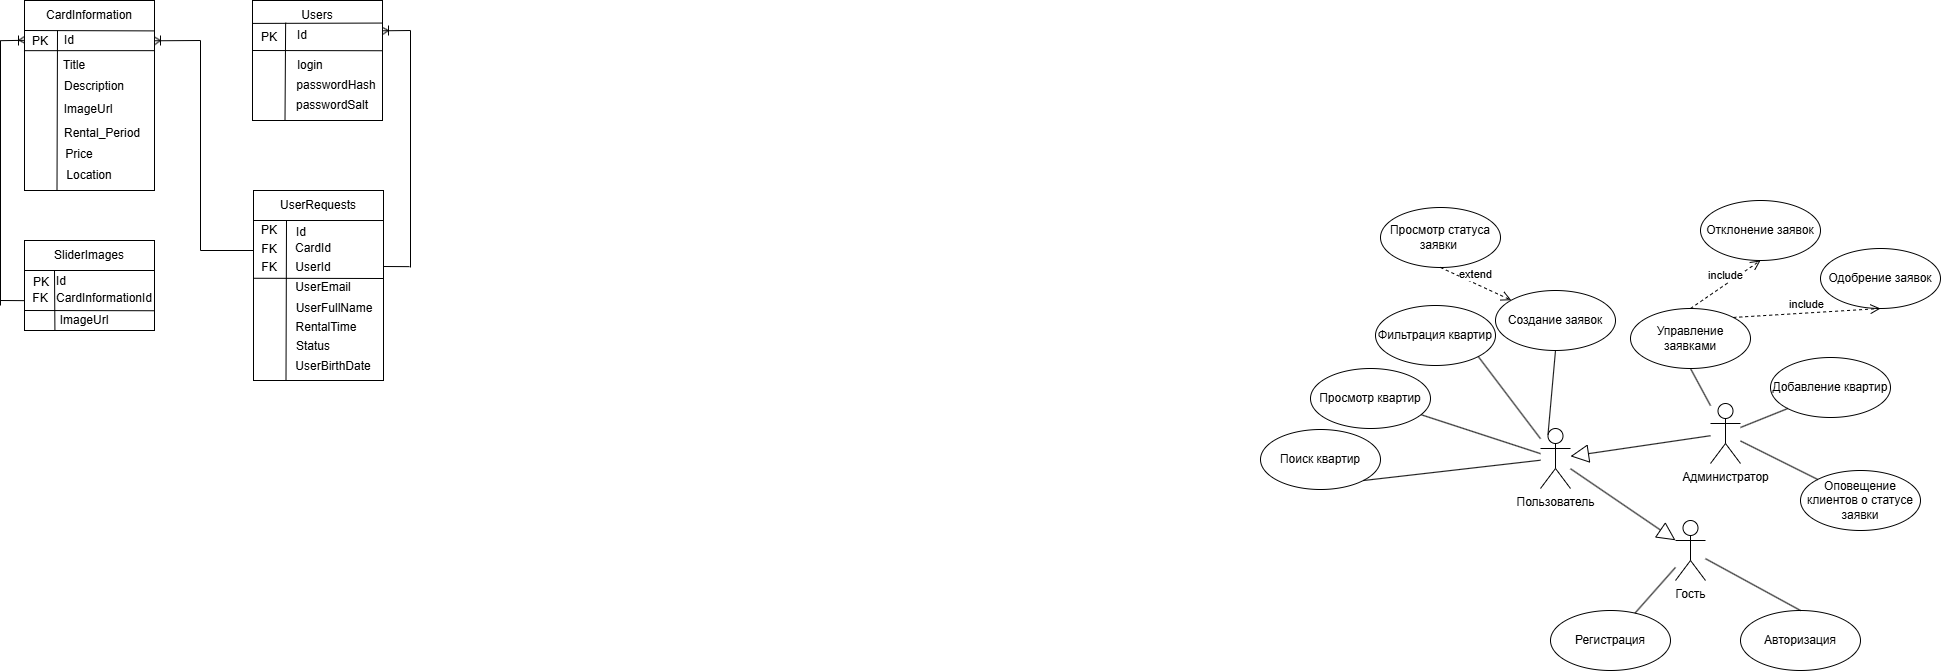 CardInformation
PK Id
Title
Description
ImageUrl
Rental_Period
Price
Location
Users
PK Id
login
passwordHash
passwordSalt
UserRequests
PK Id
FK CardId
FK UserId
UserEmail
UserFullName
RentalTime
Status
UserBirthDate
SliderImages
PK Id
FK CardInformationId
ImageUrl
Просмотр статуса
заявки
extend
Создание заявок
Фильтрация квартир
Просмотр квартир
Поиск квартир
Пользователь
Отклонение заявок
include
Одобрение заявок
include
Управление
заявками
Добавление квартир
Администратор
Оповещение
клиентов о статусе
заявки
Гость
Регистрация
Авторизация